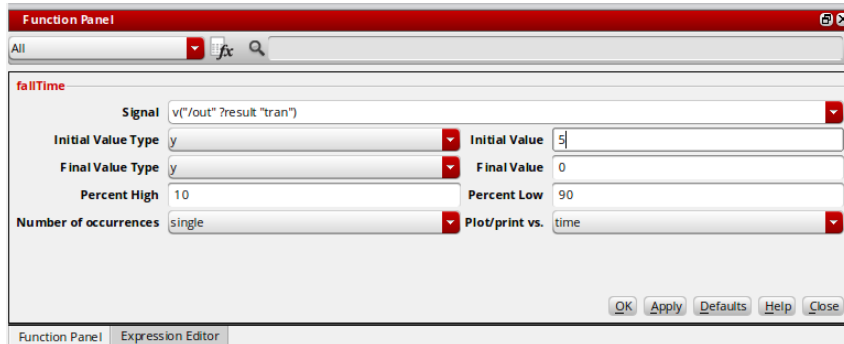 Function Panel
All fx
fallTime
Signal v("/out" ?result "tran")
Initial Value Type y Initial Value 5
Final Value Type y Final Value 0
Percent High 10 Percent Low 90
Number of occurrences single Plot/print vs. time
OK Apply Defaults Help Close
Function Panel Expression Editor